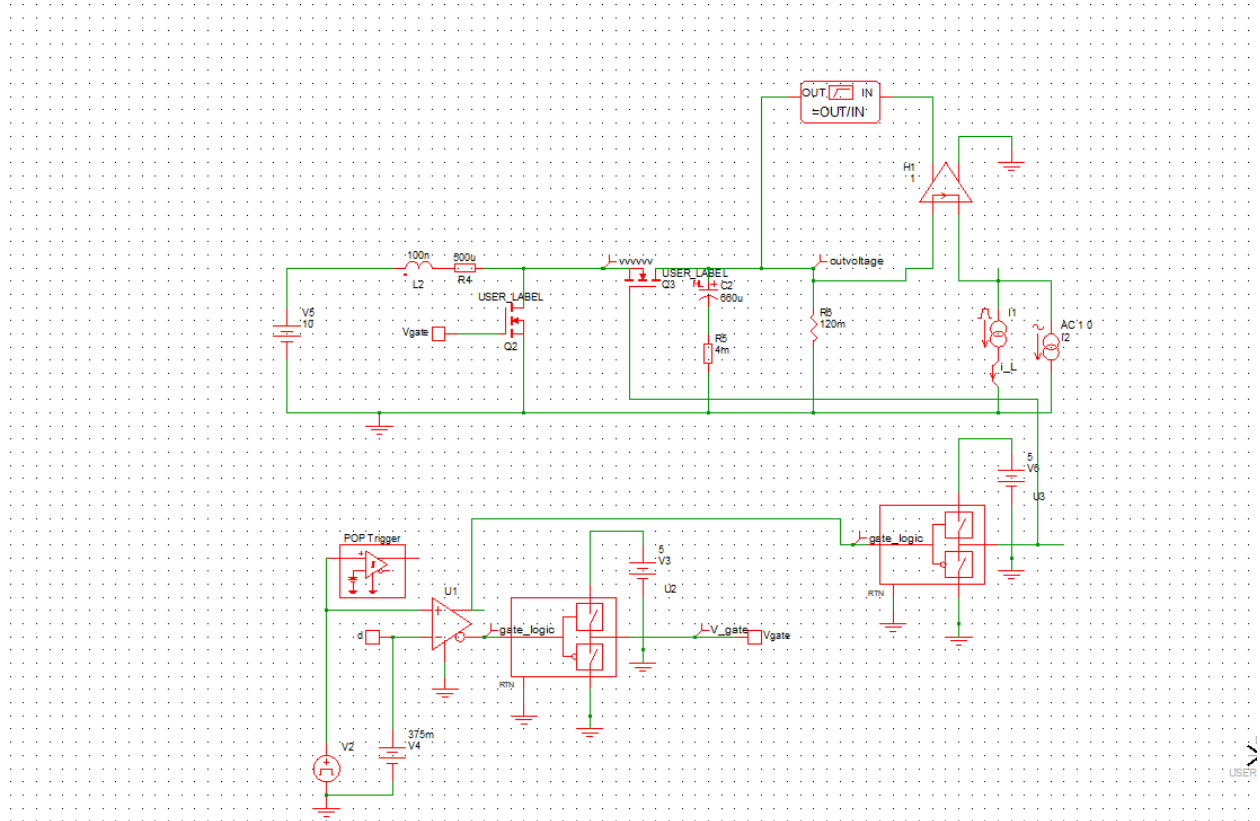 OUT IN
=OUT/IN
H1
1
100n
L2
800u
R4
vvvvvv
USER_LABEL
Q3
outvoltage
USER_LABEL
Q2
Vgate
V5
10
C2
660u
R5
4m
R6
120m
I1
i_L
AC 1 0
I2
5
V6
U3
gate_logic
RTN
POP Trigger
U1
d
gate_logic
RTN
5
V3
U2
V_gate
Vgate
375m
V4
V2
USER